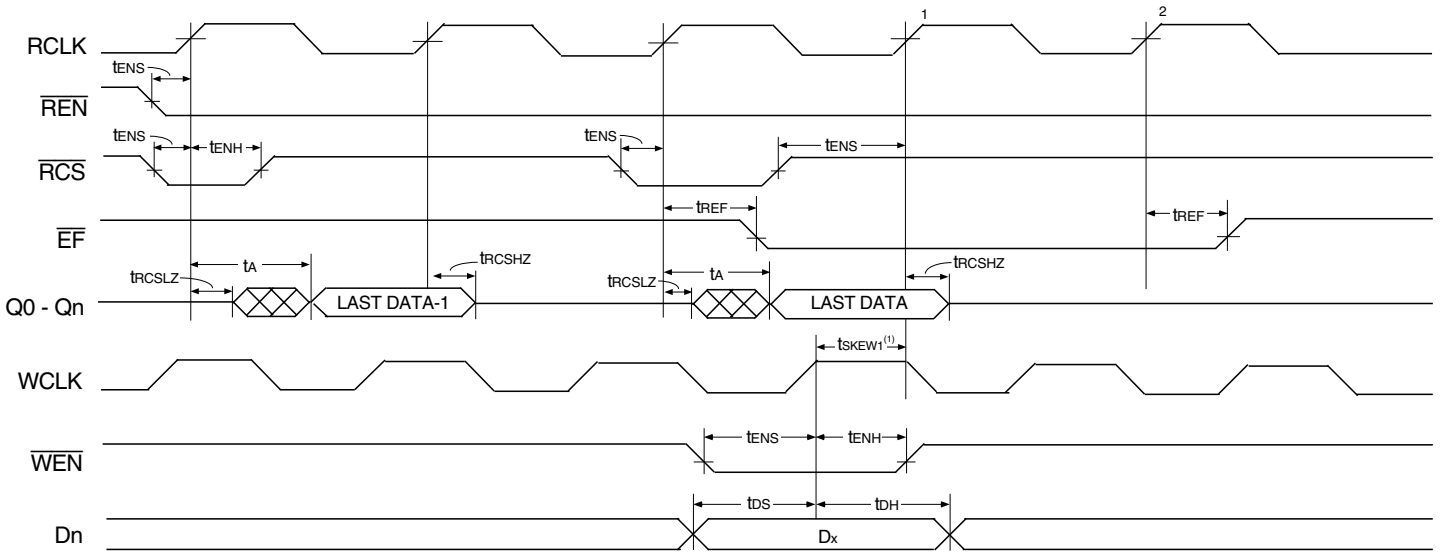 1 2
RCLK
tENS
REN
tENS tENH tENS tENS
RCS
tREF tREF
EF
tRCSLZ tA tRCSHZ tRCSLZ tA tRCSHZ
Q0 - Qn LAST DATA-1 LAST DATA
tSKEW1(1)
WCLK
tENS tENH
WEN
tDS tDH
Dn Dx